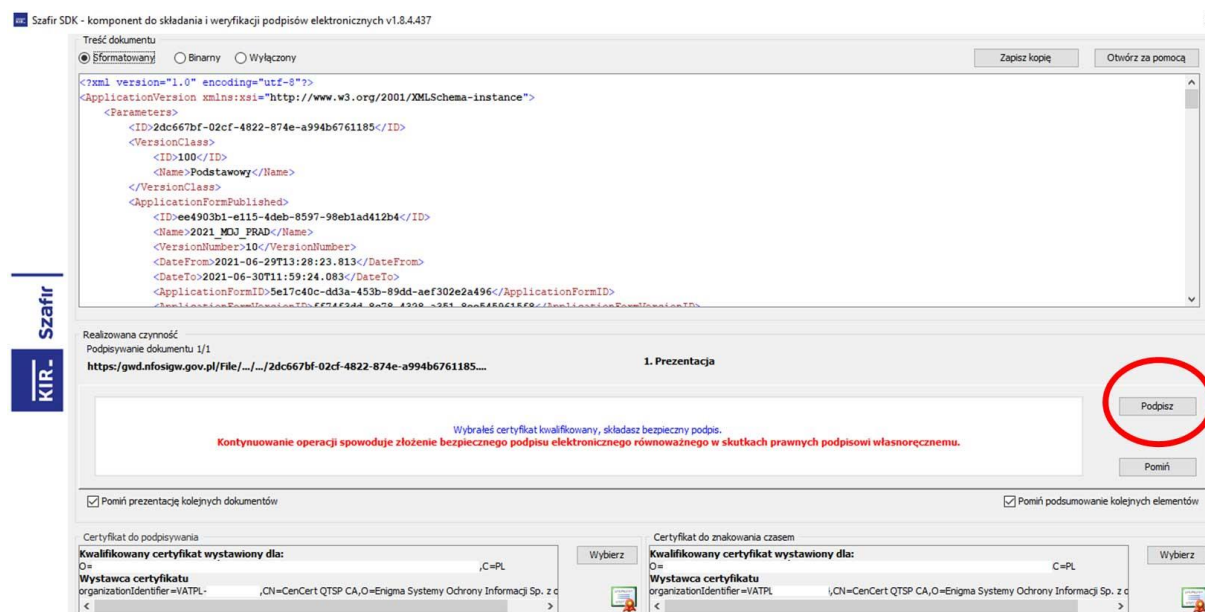 Szafir SDK - komponent do składania i weryfikacji podpisów elektronicznych v1.8.4.437
Treść dokumentu
Sformatowany Binarny Wyłączony Zapisz kopię Otwórz za pomocą
<?xml version="1.0" encoding="utf-8"?>
<ApplicationVersion xmlns:xsi="http://www.w3.org/2001/XMLSchema-instance">
<Parameters>
<ID>2dc667bf-02cf-4822-874e-a994b6761185</ID>
<VersionClass>
<ID>100</ID>
<Name>Podstawowy</Name>
</VersionClass>
<ApplicationFormPublished>
<ID>ee4903b1-e115-4deb-8597-98eb1ad412b4</ID>
<Name>2021_MOJ_PRAD</Name>
<VersionNumber>10</VersionNumber>
<DateFrom>2021-06-29T13:28:23.813</DateFrom>
<DateTo>2021-06-30T11:59:24.083</DateTo>
<ApplicationFormID>5e17c40c-dd3a-453b-89dd-aef302e2a496</ApplicationFormID>
KIR. Szafir
Realizowana czynność
Podpisywanie dokumentu 1/1
https:/gwd.nfosigw.gov.pl/File/.../.../2dc667bf-02cf-4822-874e-a994b6761185.... 1. Prezentacja
Podpisz
Wybrałeś certyfikat kwalifikowany, składasz bezpieczny podpis.
Kontynuowanie operacji spowoduje złożenie bezpiecznego podpisu elektronicznego równoważnego w skutkach prawnych podpisowi własnoręcznemu.
Pomiń
Pomiń prezentację kolejnych dokumentów Pomiń podsumowanie kolejnych elementów
Certyfikat do podpisywania
Kwalifikowany certyfikat wystawiony dla: Wybierz
O= ,C=PL
Wystawca certyfikatu
organizationIdentifier=VATPL- ,CN=CenCert QTSP CA,O=Enigma Systemy Ochrony Informacji Sp. z o
Certyfikat do znakowania czasem
Kwalifikowany certyfikat wystawiony dla: Wybierz
O= C=PL
Wystawca certyfikatu
organizationIdentifier=VATPL ,CN=CenCert QTSP CA,O=Enigma Systemy Ochrony Informacji Sp. z o